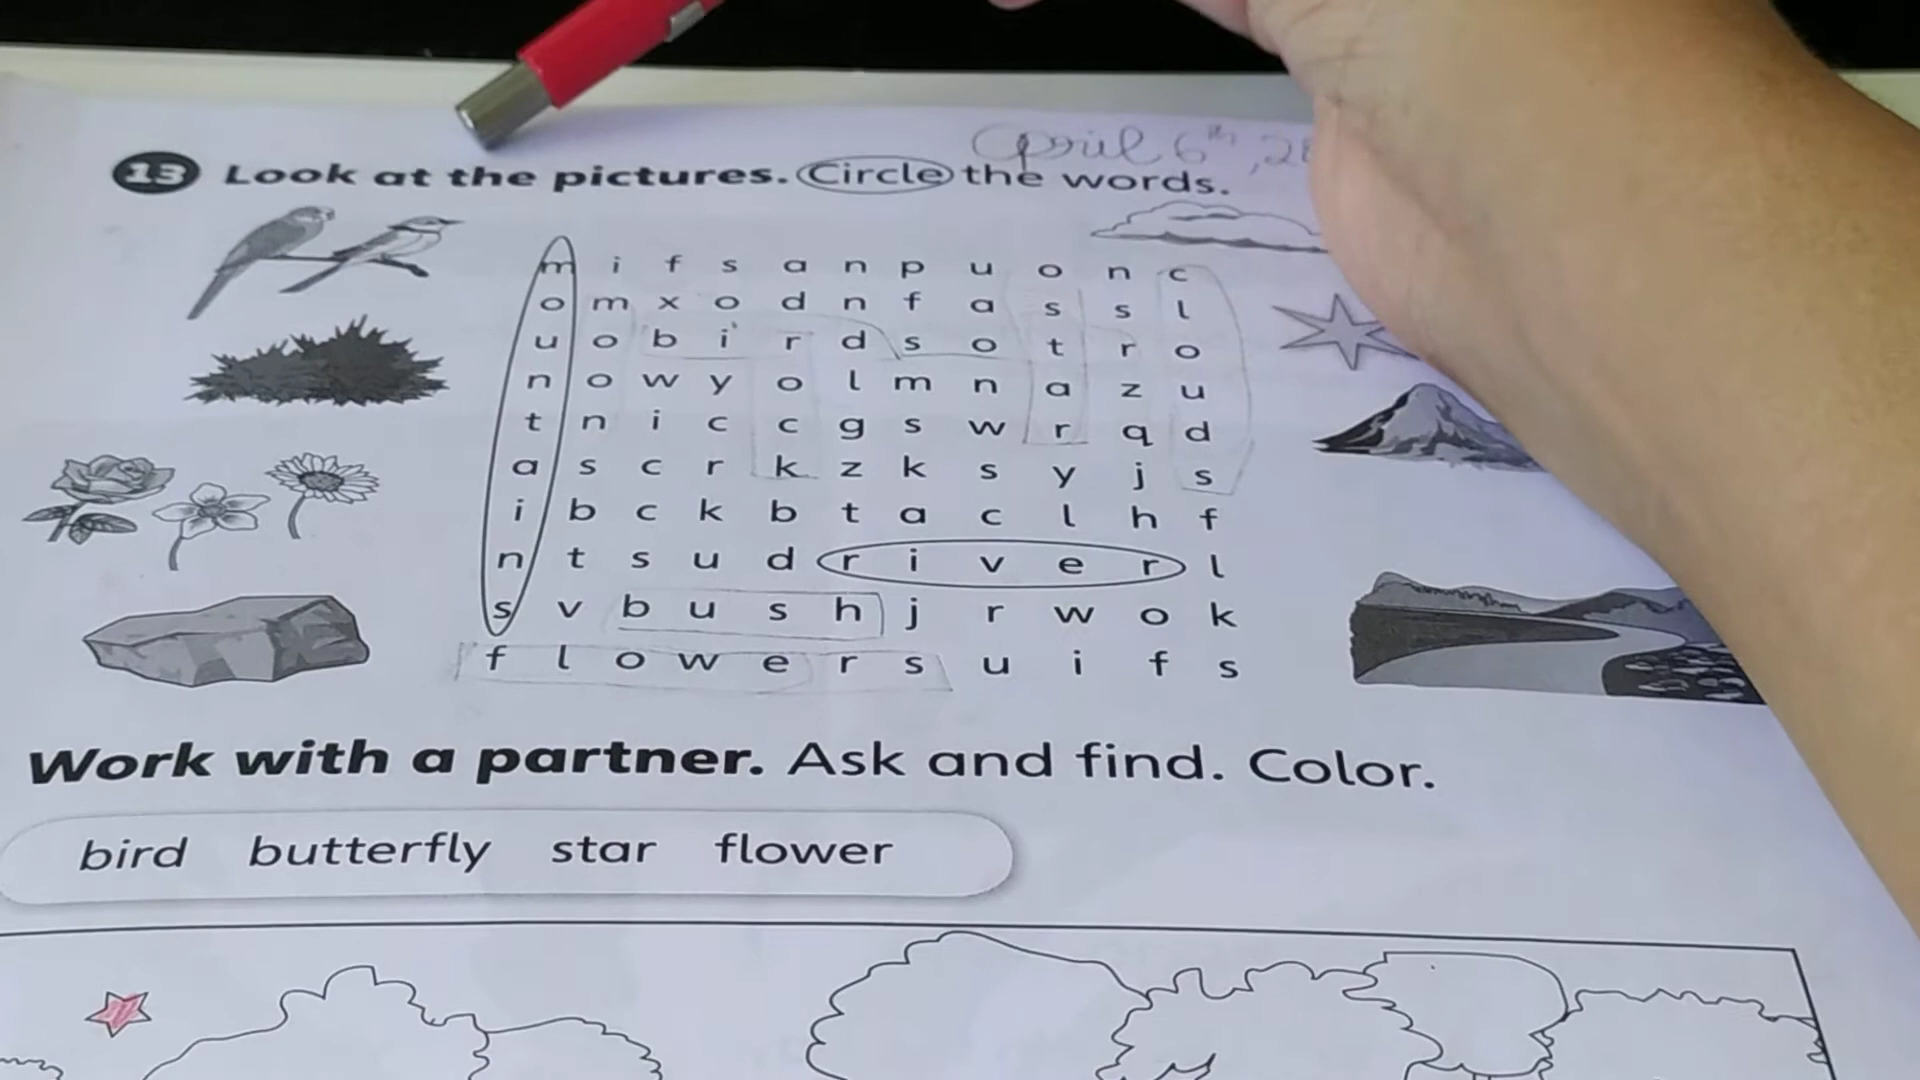 April 6th, 2
13 Look at the pictures. Circle the words.
m i f s a n p u o n c
o m x o d n f a s s l
u o b i r d s o t r o
n o w y o l m n a z u
t n i c c g s w r q d
a s c r k z k s y j s
i b c k b t a c l h f
n t s u d r i v e r l
s v b u s h j r w o k
f l o w e r s u i f s
Work with a partner. Ask and find. Color.
bird butterfly star flower